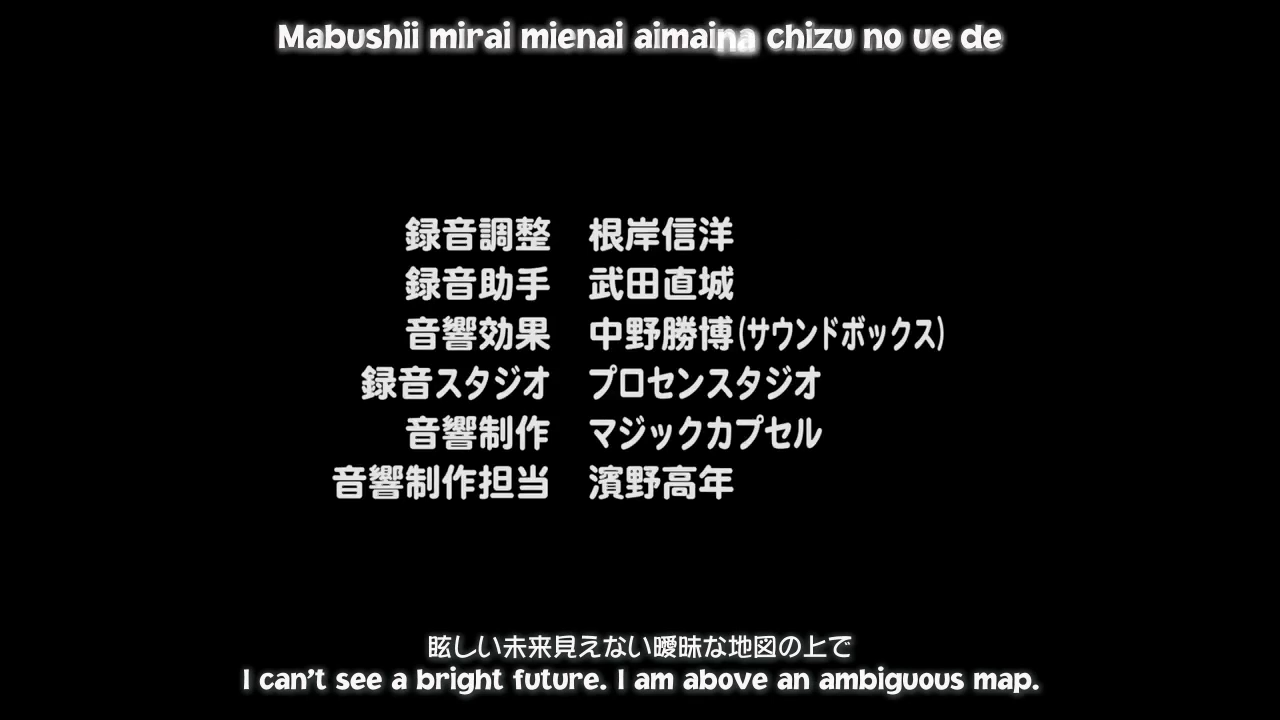 Mabushii mirai mienai aimaina chizu no ue de
録音調整 根岸信洋
録音助手 武田直城
音響効果 中野勝博(サウンドボックス)
録音スタジオ プロセンスタジオ
音響制作 マジックカプセル
音響制作担当 濱野高年
眩しい未来見えない曖昧な地図の上で
I can't see a bright future. I am above an ambiguous map.